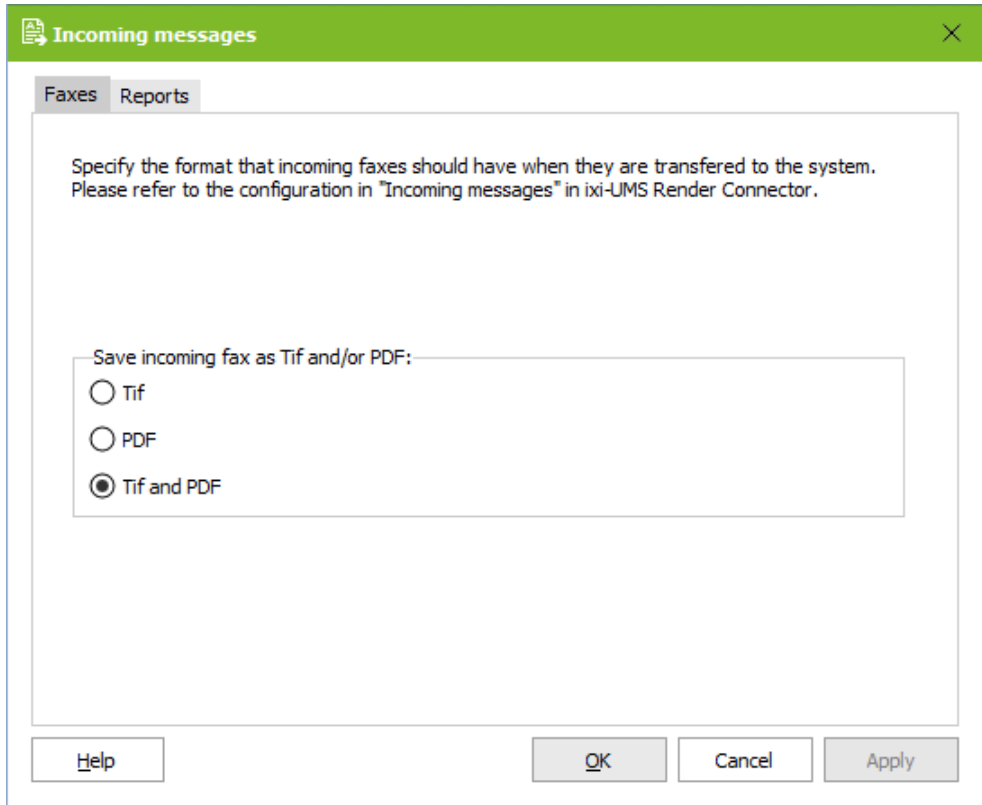 Incoming messages
Faxes Reports
Specify the format that incoming faxes should have when they are transfered to the system.
Please refer to the configuration in "Incoming messages" in ixi-UMS Render Connector.
Save incoming fax as Tif and/or PDF:
Tif
PDF
Tif and PDF
Help OK Cancel Apply